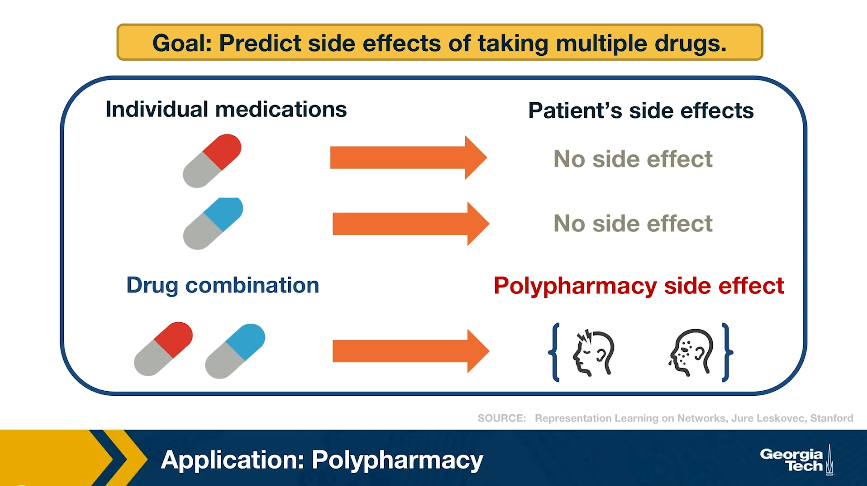 Goal: Predict side effects of taking multiple drugs.
Individual medications
Patient's side effects
No side effect
No side effect
Drug combination
Polypharmacy side effect
{ }
SOURCE: Representation Learning on Networks, Jure Leskovec, Stanford
Application: Polypharmacy
Georgia
Tech